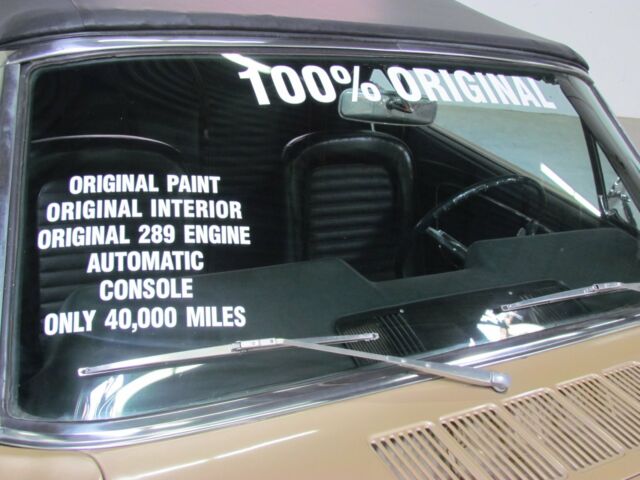 100% ORIGINAL
ORIGINAL PAINT
ORIGINAL INTERIOR
ORIGINAL 289 ENGINE
AUTOMATIC
CONSOLE
ONLY 40,000 MILES